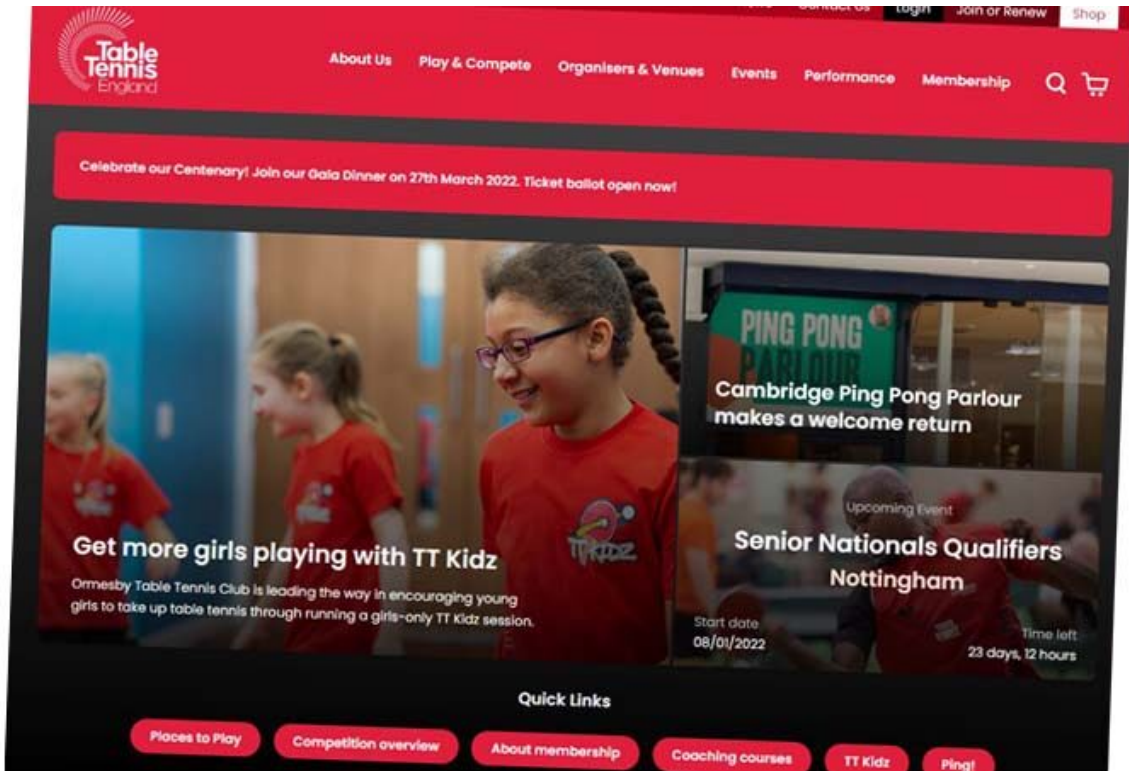 Contact Us Login Join or Renew Shop
Table
Tennis
England
About Us Play & Compete Organisers & Venues Events Performance Membership
Celebrate our Centenary! Join our Gala Dinner on 27th March 2022. Ticket ballot open now!
PING PONG
PARLOUR
Cambridge Ping Pong Parlour
makes a welcome return
TTKIDZ
Get more girls playing with TT Kidz
Ormesby Table Tennis Club is leading the way in encouraging young
girls to take up table tennis through running a girls-only TT Kidz session.
Upcoming Event
Senior Nationals Qualifiers
Nottingham
Start date
08/01/2022
Time left
23 days, 12 hours
Quick Links
Places to Play Competition overview About membership Coaching courses TT Kidz Ping!